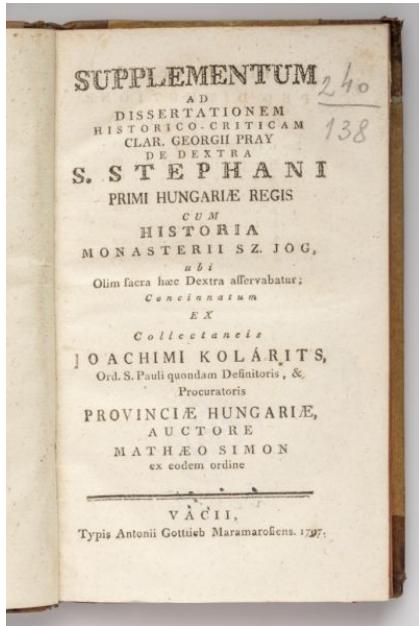 SUPPLEMENTUM
AD
DISSERTATIONEM
HISTORICO-CRITICAM
CLAR. GEORGII PRAY
DE DEXTRA
S. STEPHANI
PRIMI HUNGARIÆ REGIS
CUM
HISTORIA
MONASTERII SZ. JOG,
ubi
Olim sacra hæc Dextra asservabatur;
Concinnatum
EX
Collectaneis
JOACHIMI KOLÁRITS,
Ord. S. Pauli quondam Definitoris, &
Procuratoris
PROVINCIÆ HUNGARIÆ,
AUCTORE
MATHÆO SIMON
ex eodem ordine
VÁCII,
Typis Antonii Gottlieb Maramarosiens. 1797.
240
138